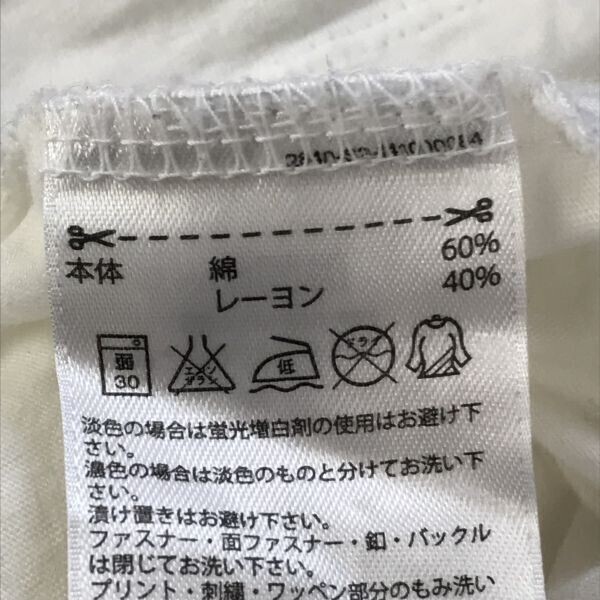 本体 綿 60%
レーヨン 40%
弱 30 エンソ サラシ 低 ドライ
淡色の場合は蛍光増白剤の使用はお避け下
さい。
濃色の場合は淡色のものと分けてお洗い下
さい。
漬け置きはお避け下さい。
ファスナー・面ファスナー・釦・バックル
は閉じてお洗い下さい。
プリント・刺繍・ワッペン部分のもみ洗い